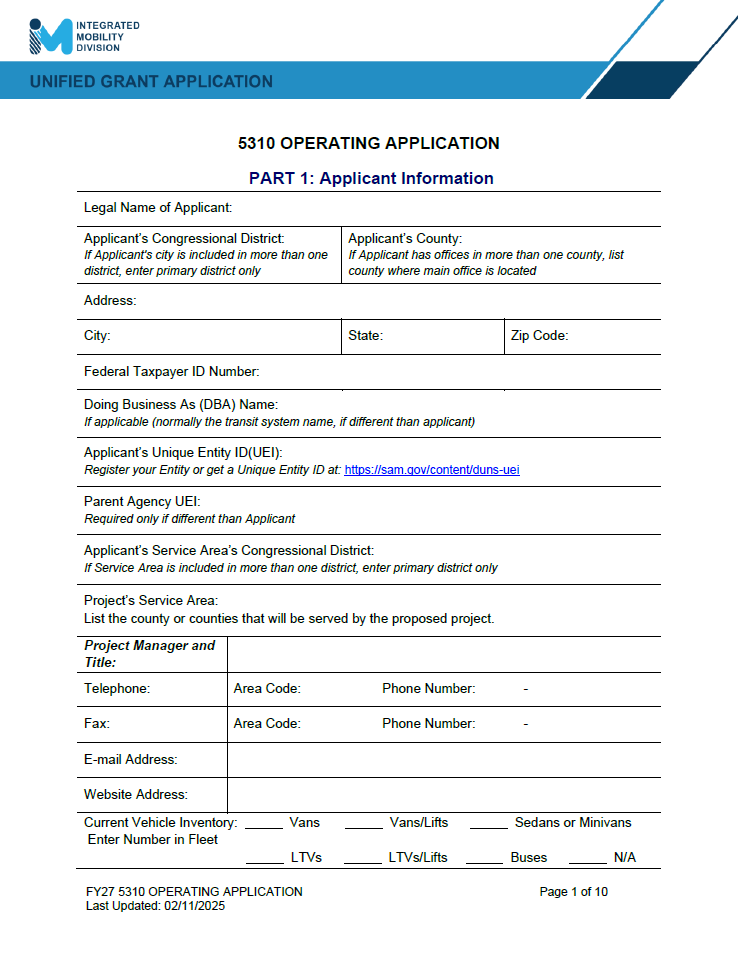 INTEGRATED
MOBILITY
DIVISION
UNIFIED GRANT APPLICATION
5310 OPERATING APPLICATION
PART 1: Applicant Information
Legal Name of Applicant:
Applicant's Congressional District:
If Applicant's city is included in more than one
district, enter primary district only
Applicant's County:
If Applicant has offices in more than one county, list
county where main office is located
Address:
City: State: Zip Code:
Federal Taxpayer ID Number:
Doing Business As (DBA) Name:
If applicable (normally the transit system name, if different than applicant)
Applicant's Unique Entity ID(UEI):
Register your Entity or get a Unique Entity ID at: https://sam.gov/content/duns-uei
Parent Agency UEI:
Required only if different than Applicant
Applicant's Service Area's Congressional District:
If Service Area is included in more than one district, enter primary district only
Project's Service Area:
List the county or counties that will be served by the proposed project.
Project Manager and
Title:
Telephone: Area Code: Phone Number: -
Fax: Area Code: Phone Number: -
E-mail Address:
Website Address:
Current Vehicle Inventory: _____ Vans _____ Vans/Lifts _____ Sedans or Minivans
Enter Number in Fleet
_____ LTVs _____ LTVs/Lifts _____ Buses _____ N/A
FY27 5310 OPERATING APPLICATION Page 1 of 10
Last Updated: 02/11/2025